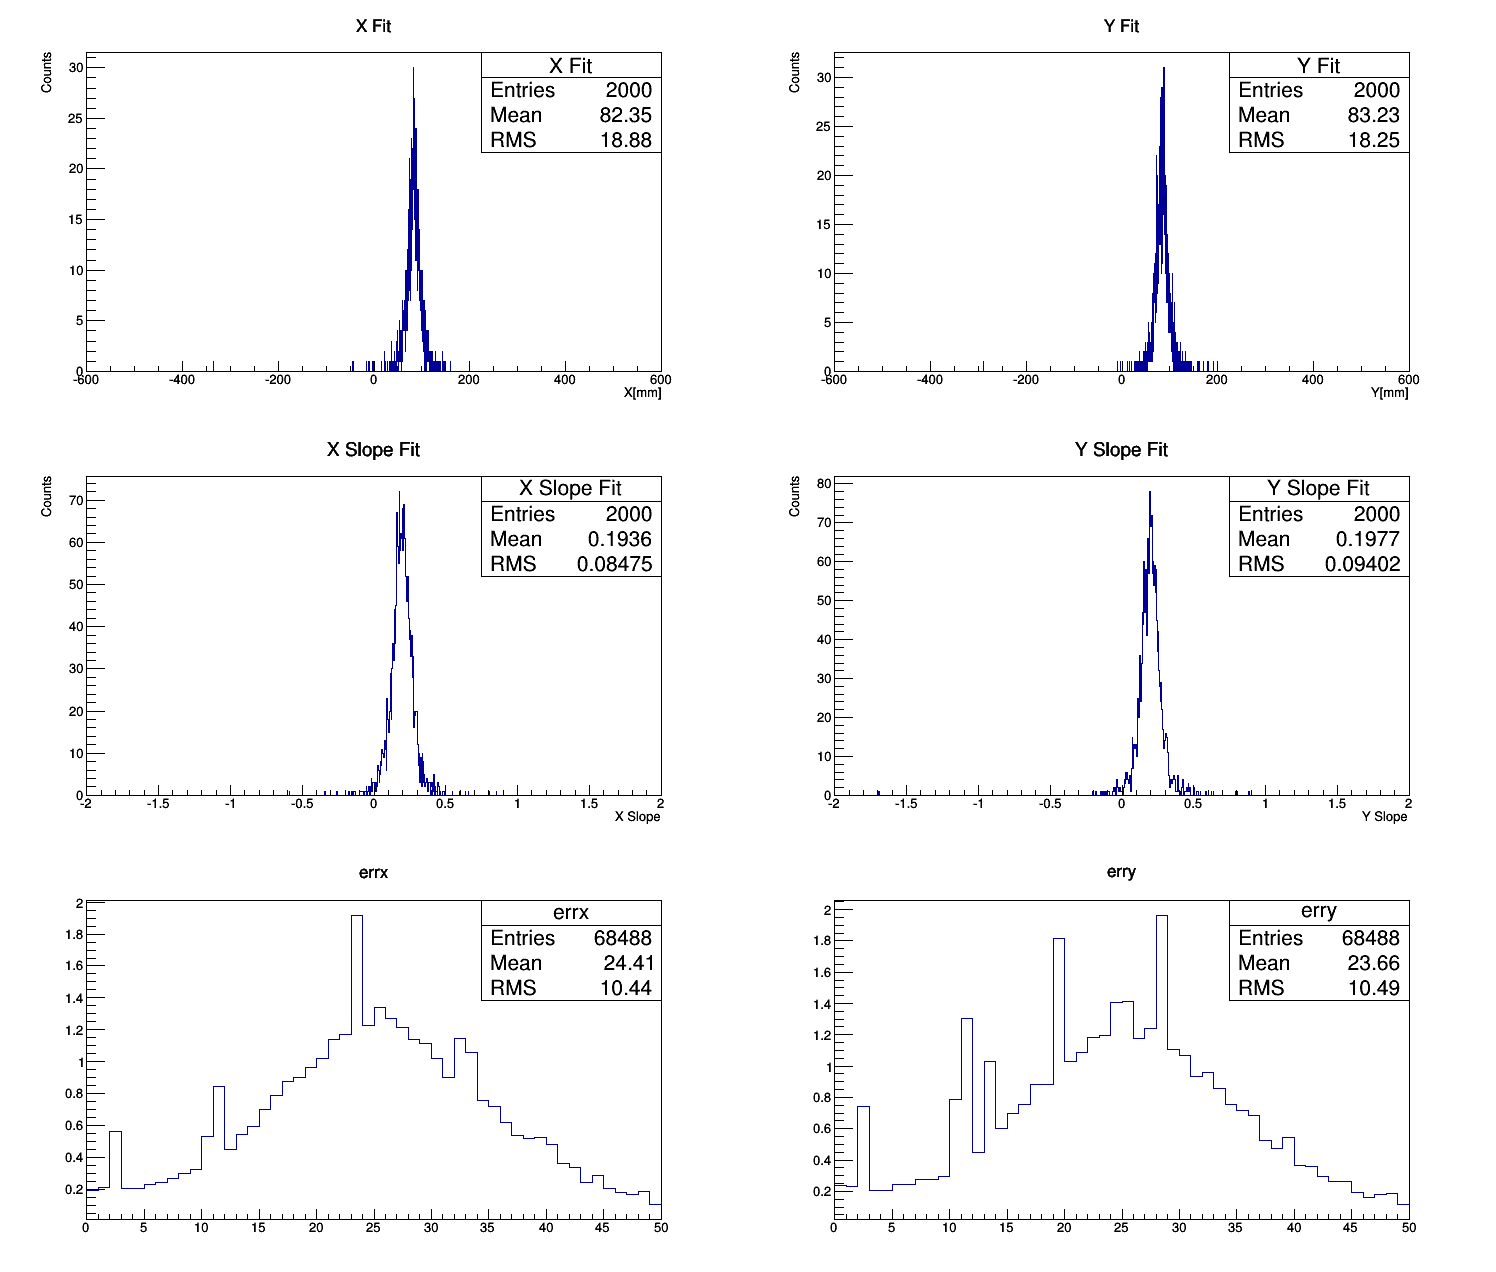 X Fit
Counts
X Fit
Entries 2000
Mean 82.35
RMS 18.88
30
25
20
15
10
5
0
-600 -400 -200 0 200 400 600
X[mm]
Y Fit
Counts
Y Fit
Entries 2000
Mean 83.23
RMS 18.25
30
25
20
15
10
5
0
-600 -400 -200 0 200 400 600
Y[mm]
X Slope Fit
Counts
X Slope Fit
Entries 2000
Mean 0.1936
RMS 0.08475
70
60
50
40
30
20
10
0
-2 -1.5 -1 -0.5 0 0.5 1 1.5 2
X Slope
Y Slope Fit
Counts
Y Slope Fit
Entries 2000
Mean 0.1977
RMS 0.09402
80
70
60
50
40
30
20
10
0
-2 -1.5 -1 -0.5 0 0.5 1 1.5 2
Y Slope
errx
errx
Entries 68488
Mean 24.41
RMS 10.44
2
1.8
1.6
1.4
1.2
1
0.8
0.6
0.4
0.2
0 5 10 15 20 25 30 35 40 45 50
erry
erry
Entries 68488
Mean 23.66
RMS 10.49
2
1.8
1.6
1.4
1.2
1
0.8
0.6
0.4
0.2
0 5 10 15 20 25 30 35 40 45 50